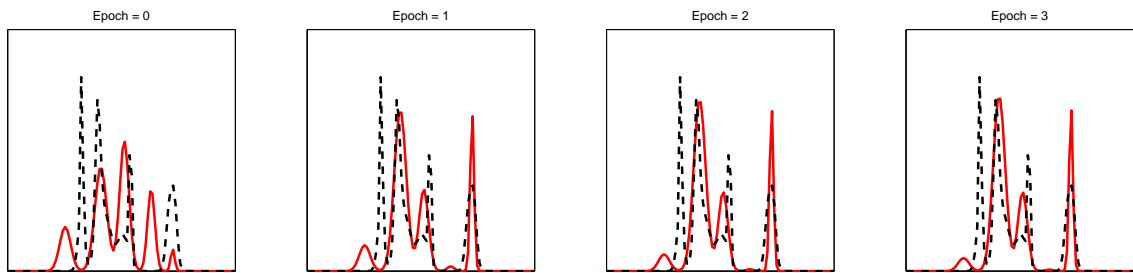 Epoch = 0
Epoch = 1
Epoch = 2
Epoch = 3